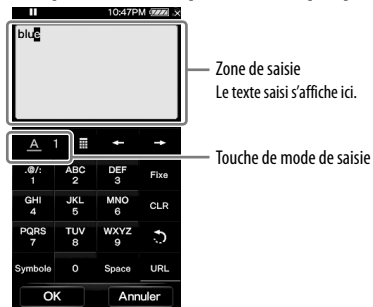 10:47PM
blue
Zone de saisie
Le texte saisi s’affiche ici.
A 1
Touche de mode de saisie
.@/: ABC DEF Fixe
1 2 3
GHI JKL MNO CLR
4 5 6
PQRS TUV WXYZ
7 8 9
Symbole 0 Space URL
OK Annuler